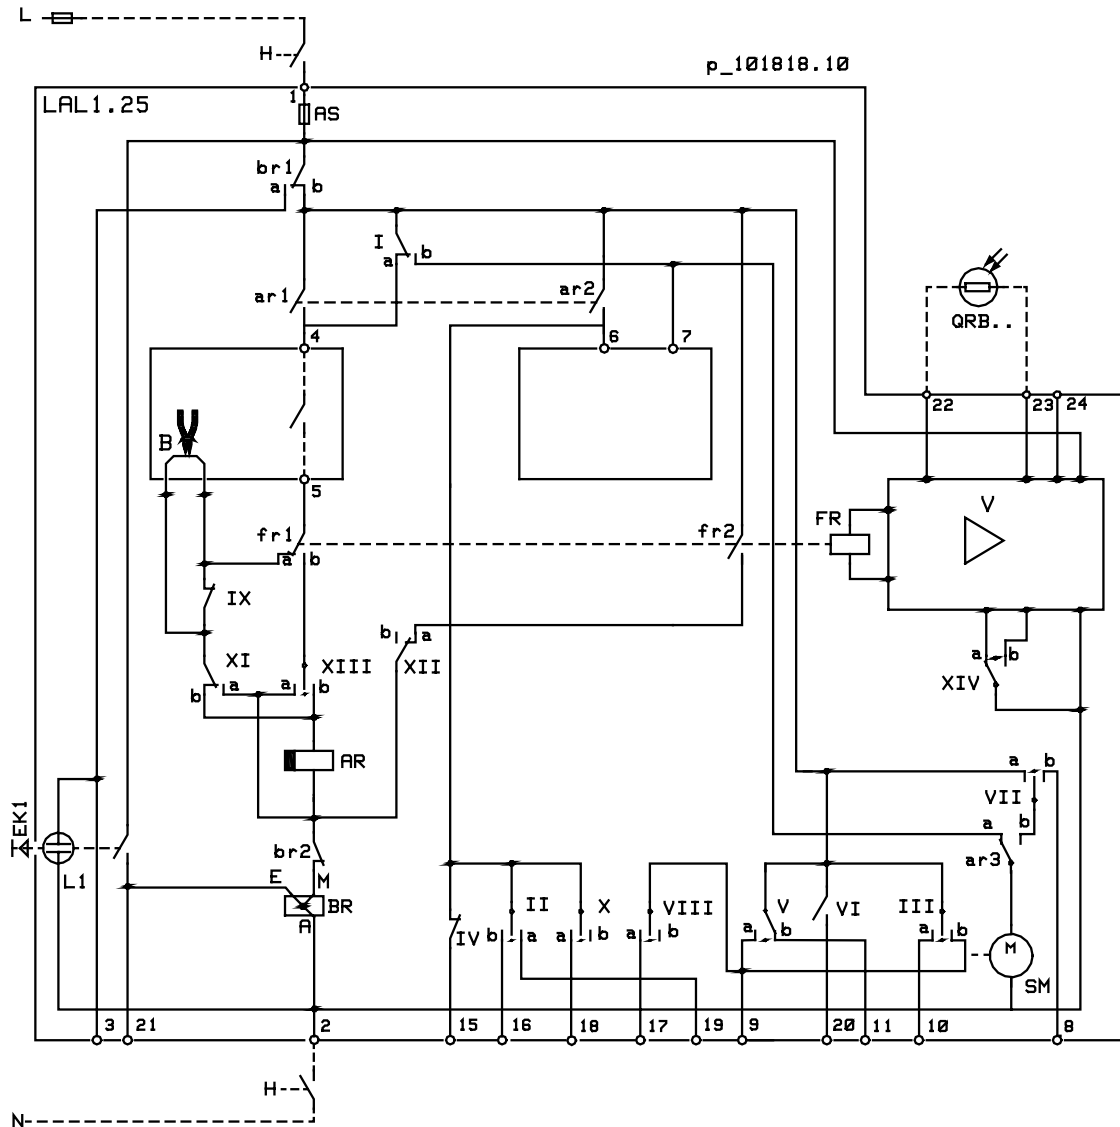 L
H
p_101818.10
LAL1.25
1
AS
br1
a b
I
a b
ar1
ar2
QRB..
4
6 7
22 23 24
B
5
V
FR
fr1
fr2
a b
IX
b a
XII
a b
XIV
XI
XIII
b a
a b
AR
a b
VII
EK1
a b
ar3
L1
br2
E M
BR
A
II
X
VIII
V
VI
III
IV
b a
a b
a b
a b
a b
M
SM
3 21 2 15 16 18 17 19 9 20 11 10 8
H
N